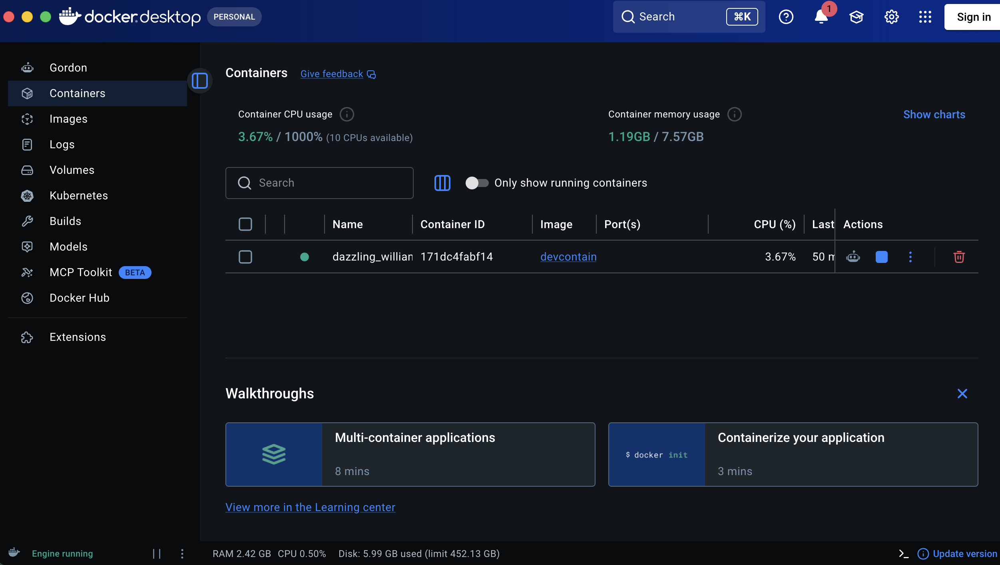 docker.desktop PERSONAL
Search ⌘K
1
Sign in
Gordon
Containers
Images
Logs
Volumes
Kubernetes
Builds
Models
MCP Toolkit BETA
Docker Hub
Extensions
Containers Give feedback
Container CPU usage
3.67% / 1000% (10 CPUs available)
Container memory usage
1.19GB / 7.57GB
Show charts
Search
Only show running containers
Name Container ID Image Port(s) CPU (%) Last Actions
dazzling_willian 171dc4fabf14 devcontain 3.67% 50 m
Walkthroughs
Multi-container applications
8 mins
$ docker init
Containerize your application
3 mins
View more in the Learning center
Engine running
RAM 2.42 GB CPU 0.50% Disk: 5.99 GB used (limit 452.13 GB)
Update version